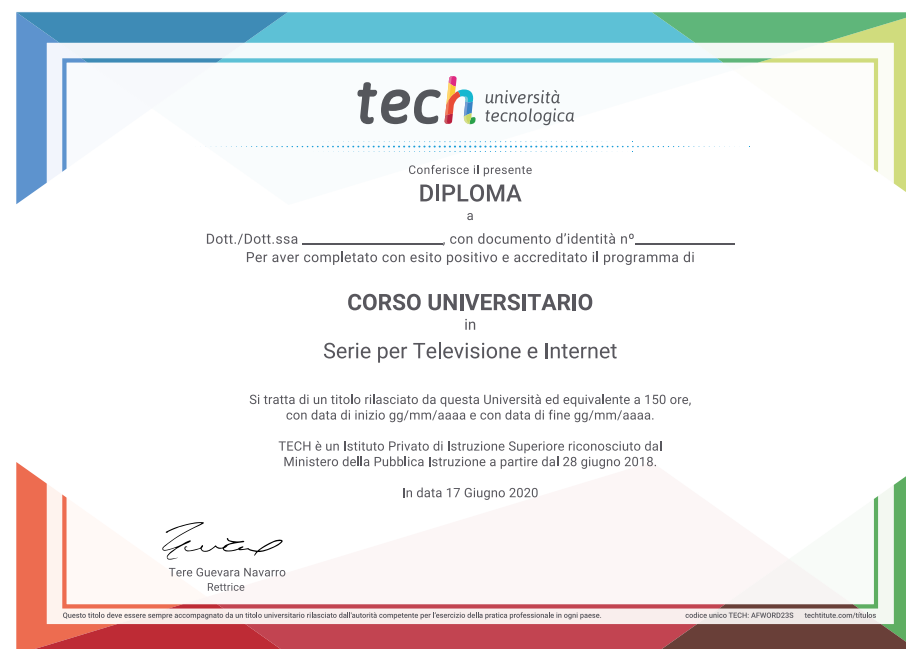 tech università
tecnologica
Conferisce il presente
DIPLOMA
a
Dott./Dott.ssa ____________________, con documento d'identità nº______________
Per aver completato con esito positivo e accreditato il programma di
CORSO UNIVERSITARIO
in
Serie per Televisione e Internet
Si tratta di un titolo rilasciato da questa Università ed equivalente a 150 ore,
con data di inizio gg/mm/aaaa e con data di fine gg/mm/aaaa.
TECH è un Istituto Privato di Istruzione Superiore riconosciuto dal
Ministero della Pubblica Istruzione a partire dal 28 giugno 2018.
In data 17 Giugno 2020
Tere Guevara Navarro
Rettrice
Questo titolo deve essere sempre accompagnato da un titolo universitario rilasciato dall'autorità competente per l'esercizio della pratica professionale in ogni paese. codice unico TECH: AFWORD23S techtitute.com/titulos